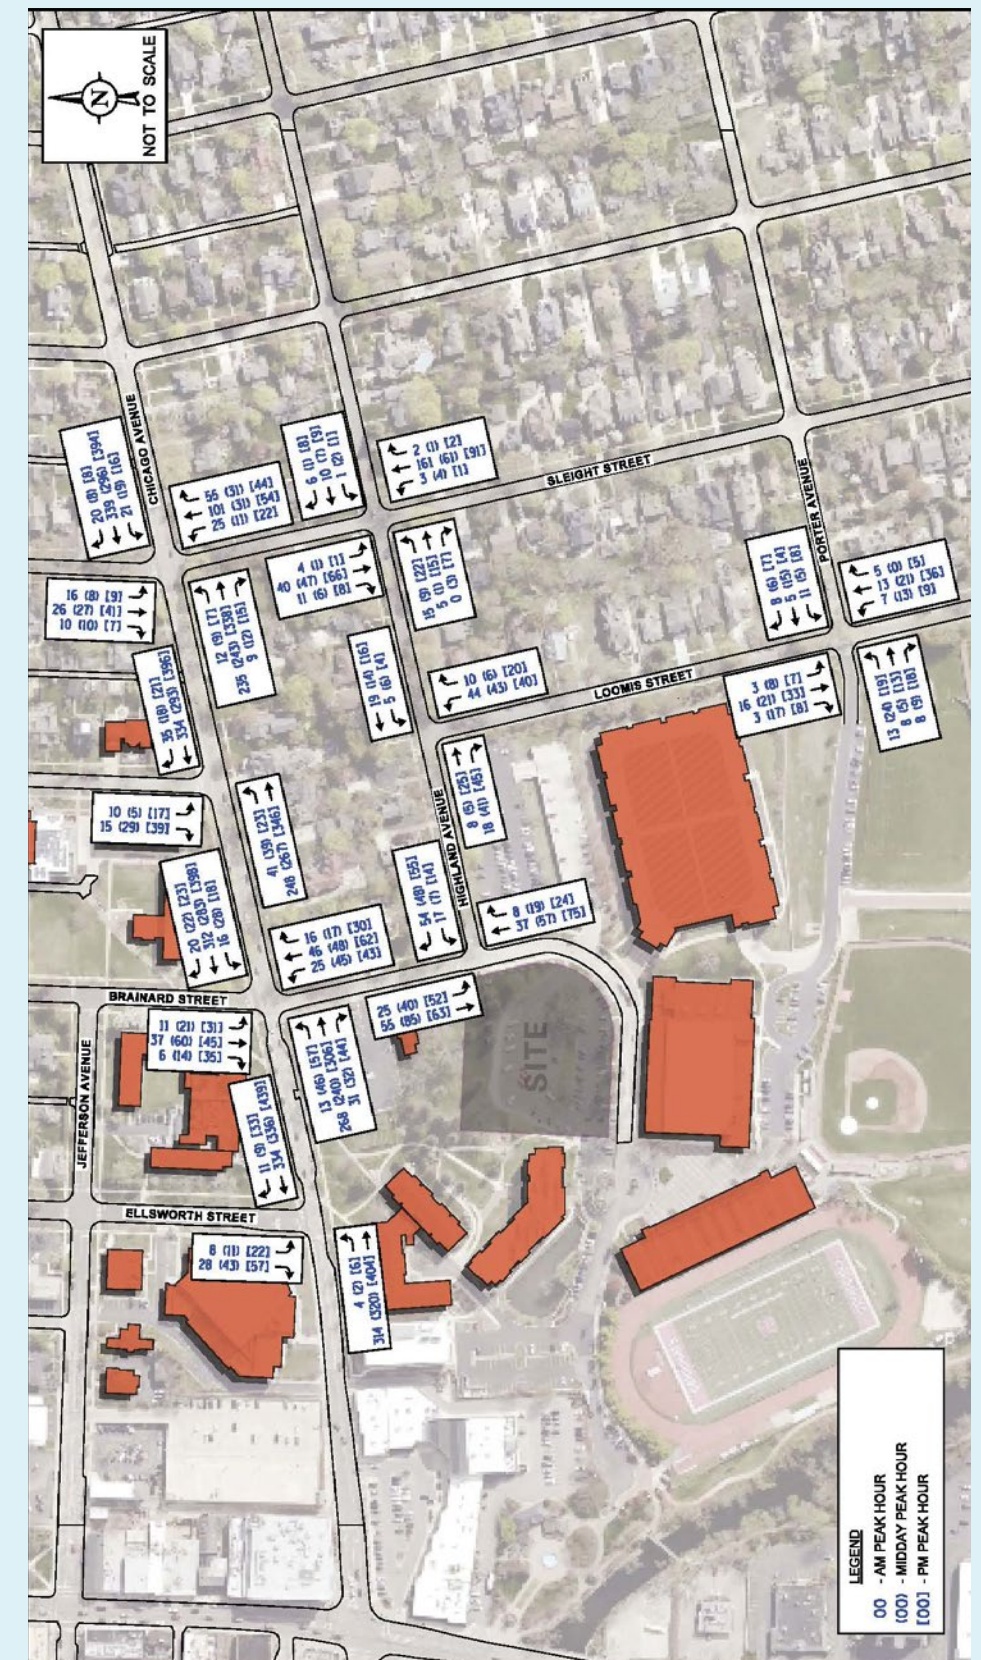 N
NOT TO SCALE
CHICAGO AVENUE
20 (8) [8]
339 (296) [394]
21 (19) [16]
55 (31) [44]
101 (31) [54]
25 (11) [22]
16 (8) [9]
26 (27) [41]
10 (10) [7]
12 (9) [7]
235 (243) [338]
9 (12) [15]
6 (1) [8]
10 (7) [9]
1 (2) [1]
2 (1) [2]
161 (61) [91]
3 (4) [1]
4 (1) [1]
40 (47) [66]
11 (6) [8]
15 (9) [22]
5 (1) [15]
0 (3) [7]
SLEIGHT STREET
PORTER AVENUE
8 (6) [7]
5 (15) [4]
11 (5) [8]
5 (0) [5]
13 (21) [36]
7 (13) [9]
3 (8) [7]
16 (21) [33]
3 (17) [8]
13 (24) [19]
8 (5) [13]
8 (9) [18]
LOOMIS STREET
35 (18) [21]
334 (293) [396]
10 (5) [17]
15 (29) [39]
41 (39) [23]
248 (267) [346]
19 (14) [16]
5 (6) [4]
10 (6) [20]
44 (43) [40]
8 (5) [25]
18 (41) [45]
HIGHLAND AVENUE
54 (48) [55]
17 (7) [14]
8 (19) [24]
37 (57) [75]
25 (40) [52]
55 (85) [63]
BRAINARD STREET
20 (22) [23]
312 (283) [398]
16 (28) [18]
16 (17) [30]
46 (48) [62]
25 (45) [43]
11 (21) [31]
37 (60) [45]
6 (14) [35]
13 (46) [57]
268 (240) [306]
31 (32) [44]
SITE
JEFFERSON AVENUE
ELLSWORTH STREET
11 (9) [33]
334 (336) [439]
8 (11) [22]
28 (43) [57]
4 (2) [6]
314 (320) [404]
LEGEND
00 - AM PEAK HOUR
(00) - MIDDAY PEAK HOUR
[00] - PM PEAK HOUR